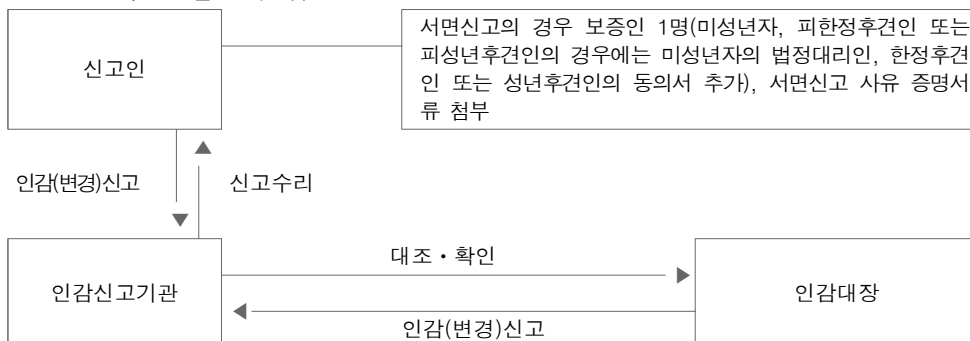 서면신고의 경우 보증인 1명(미성년자, 피한정후견인 또는
피성년후견인의 경우에는 미성년자의 법정대리인, 한정후견
인 또는 성년후견인의 동의서 추가), 서면신고 사유 증명서
류 첨부
신고인
인감(변경)신고
신고수리
대조・확인
인감신고기관
인감대장
인감(변경)신고